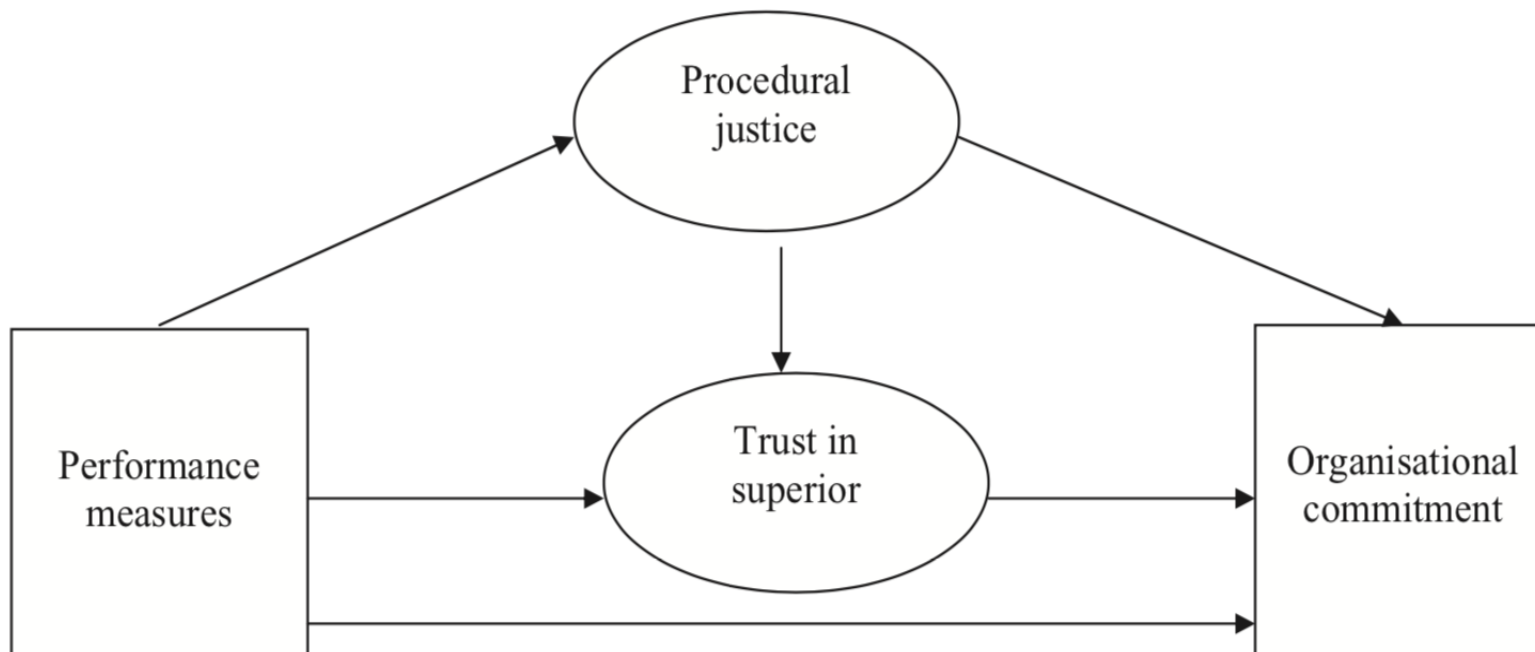 Procedural
justice
Trust in
superior
Performance
measures
Organisational
commitment